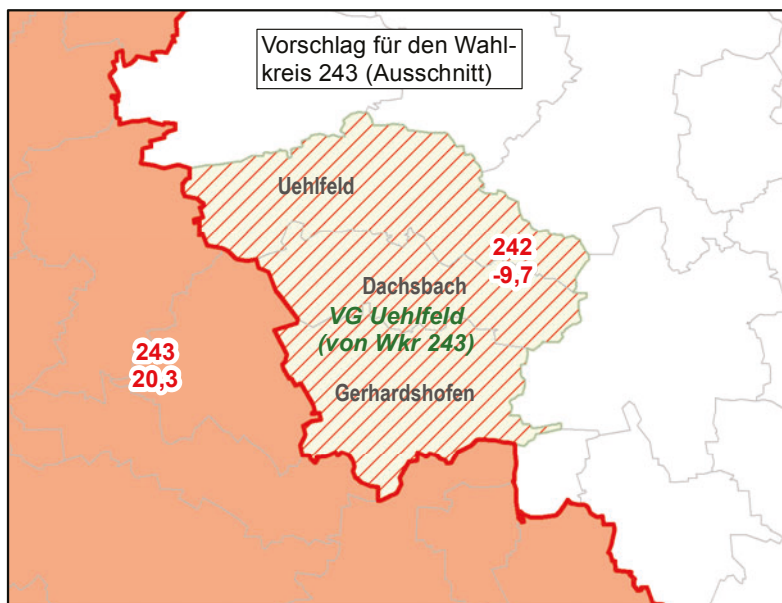 Vorschlag für den Wahl-
kreis 243 (Ausschnitt)
Uehlfeld
242
-9,7
Dachsbach
VG Uehlfeld
(von Wkr 243)
243
20,3
Gerhardshofen